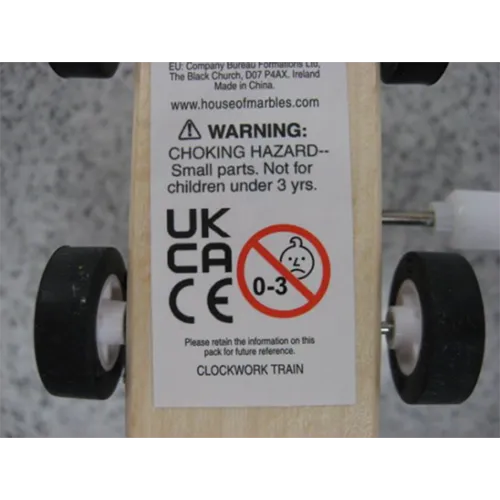 EU: Company Bureau Formations Ltd,
The Black Church, D07 P4AX. Ireland
Made in China.
www.houseofmarbles.com
WARNING:
CHOKING HAZARD--
Small parts. Not for
children under 3 yrs.
UK
CA
CE
0-3
Please retain the information on this
pack for future reference.
CLOCKWORK TRAIN